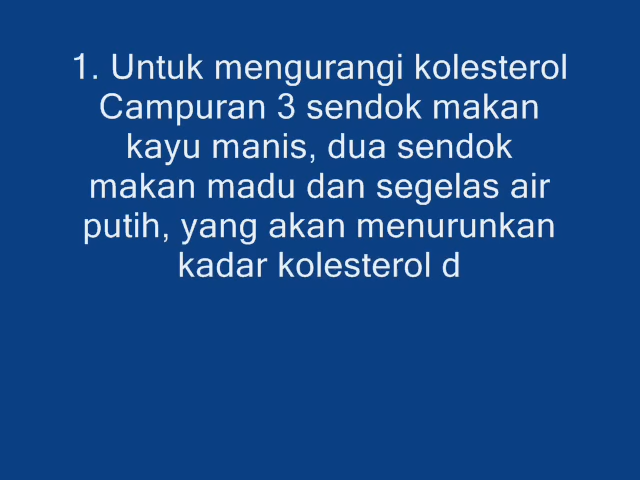 1. Untuk mengurangi kolesterol
Campuran 3 sendok makan
kayu manis, dua sendok
makan madu dan segelas air
putih, yang akan menurunkan
kadar kolesterol d